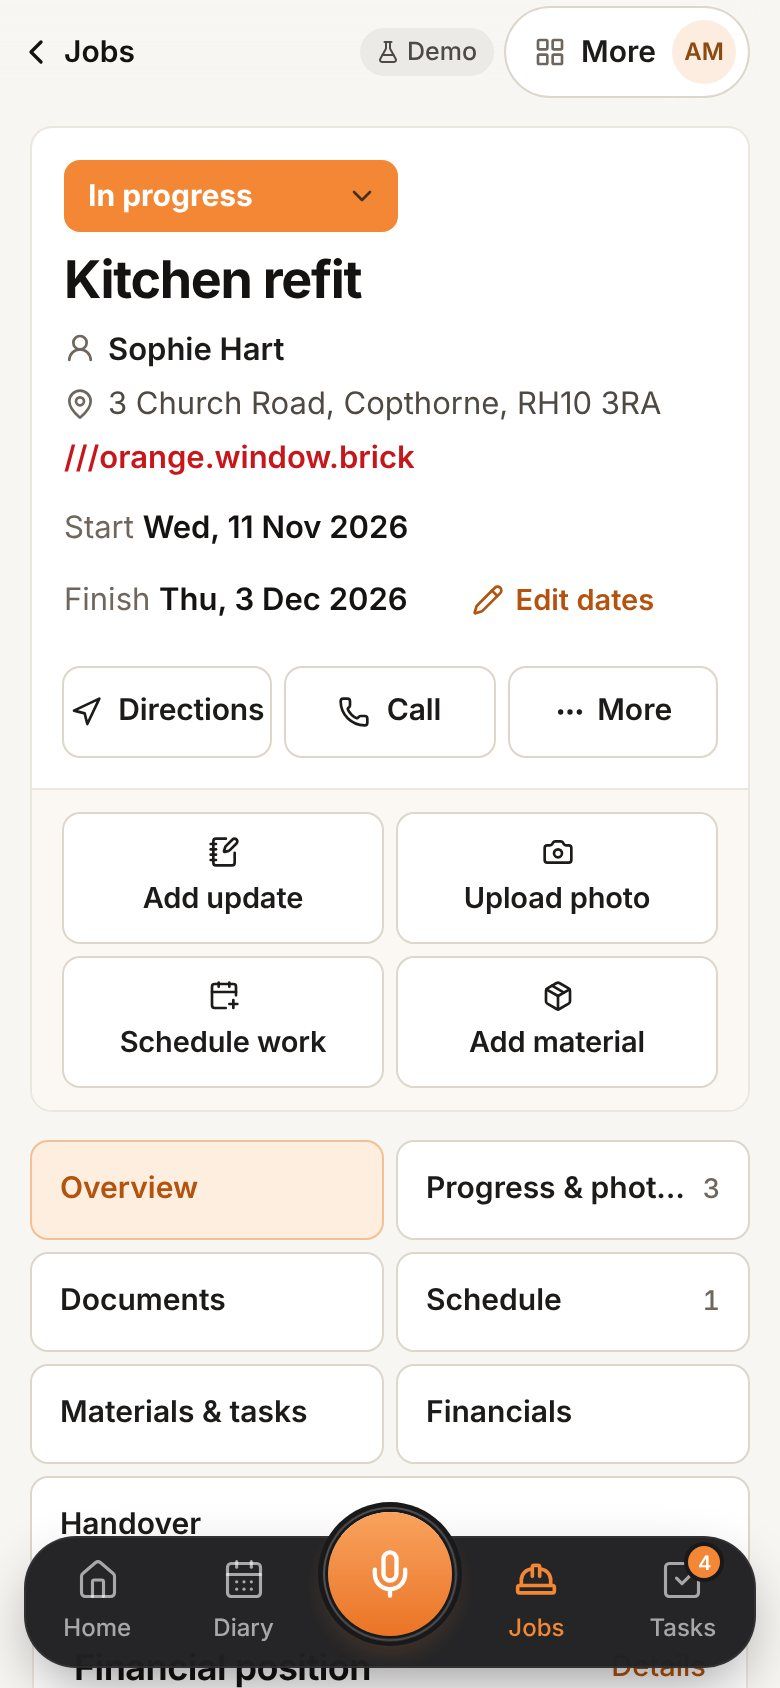 Jobs
Demo
More
AM
In progress
Kitchen refit
Sophie Hart
3 Church Road, Copthorne, RH10 3RA
///orange.window.brick
Start Wed, 11 Nov 2026
Finish Thu, 3 Dec 2026
Edit dates
Directions
Call
More
Add update
Upload photo
Schedule work
Add material
Overview
Progress & phot... 3
Documents
Schedule 1
Materials & tasks
Financials
Handover
4
Home
Diary
Jobs
Tasks
Financial position
Details